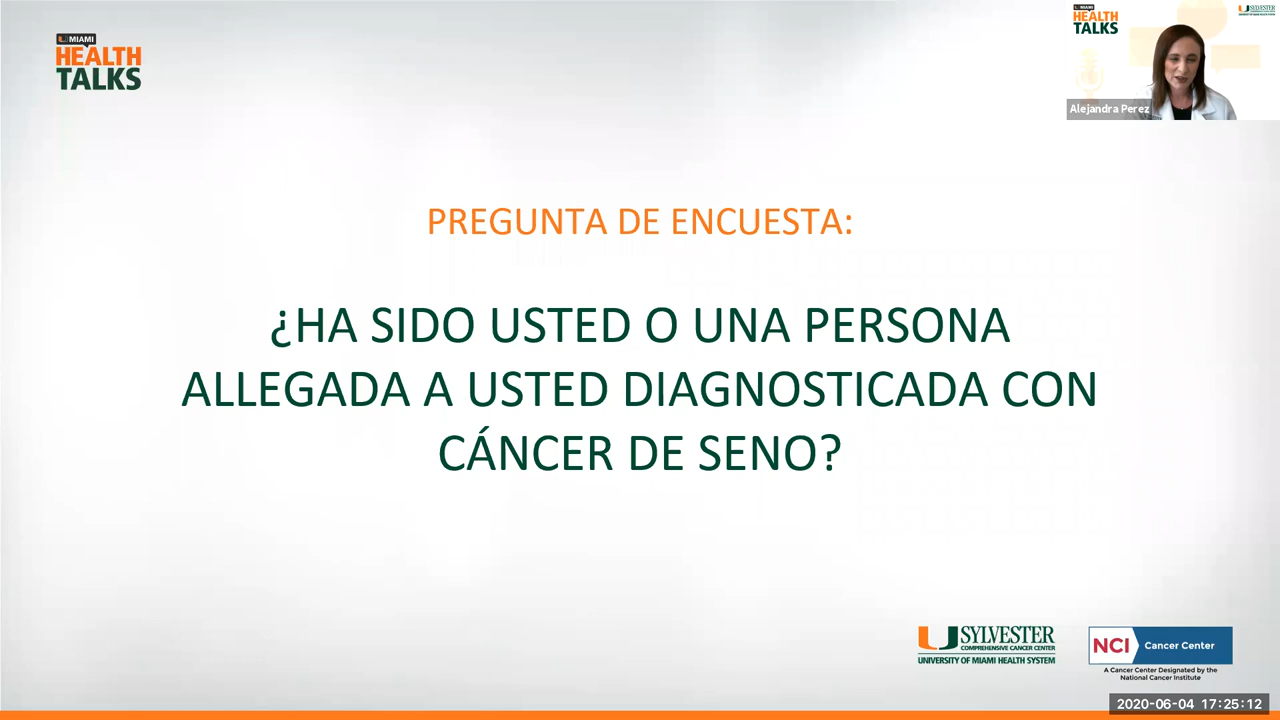 U MIAMI
HEALTH
TALKS
HEALTH
TALKS
Alejandra Perez
PREGUNTA DE ENCUESTA:
¿HA SIDO USTED O UNA PERSONA
ALLEGADA A USTED DIAGNOSTICADA CON
CÁNCER DE SENO?
SYLVESTER
COMPREHENSIVE CANCER CENTER
UNIVERSITY OF MIAMI HEALTH SYSTEM
NCI Cancer Center
A Cancer Center Designated by the
National Cancer Institute
2020-06-04 17:25:12